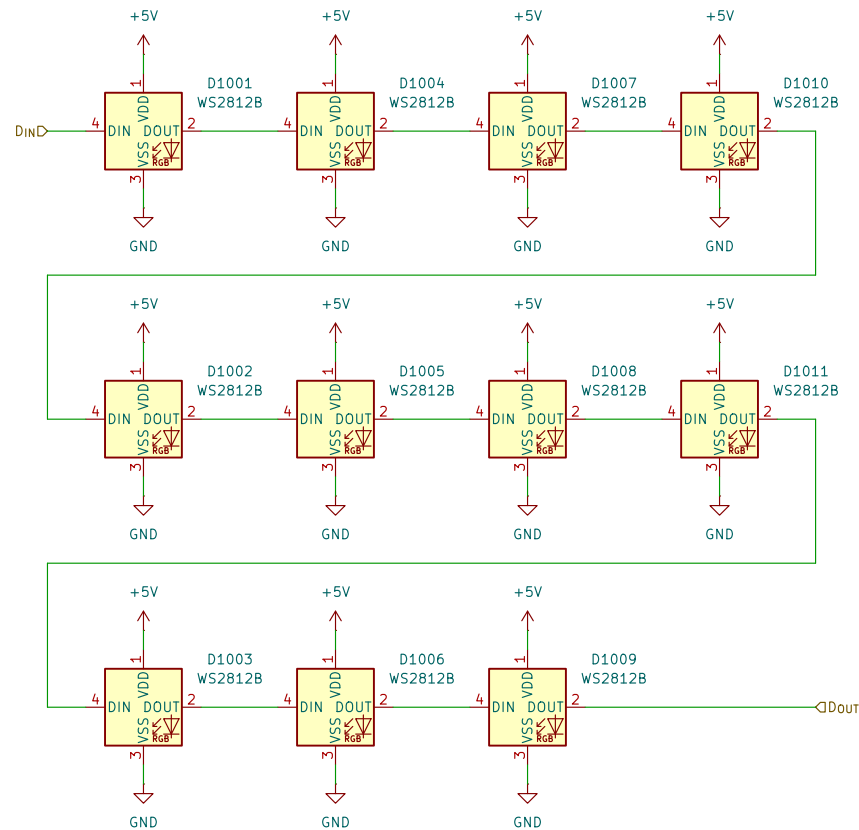 +5V +5V +5V +5V
D1001 D1004 D1007 D1010
WS2812B WS2812B WS2812B WS2812B
1 1 1 1
VDD VDD VDD VDD
DIN 4 DIN DOUT 2 4 DIN DOUT 2 4 DIN DOUT 2 4 DIN DOUT 2
VSS VSS VSS VSS
RGB RGB RGB RGB
3 3 3 3
GND GND GND GND
+5V +5V +5V +5V
D1002 D1005 D1008 D1011
WS2812B WS2812B WS2812B WS2812B
1 1 1 1
VDD VDD VDD VDD
4 DIN DOUT 2 4 DIN DOUT 2 4 DIN DOUT 2 4 DIN DOUT 2
VSS VSS VSS VSS
RGB RGB RGB RGB
3 3 3 3
GND GND GND GND
+5V +5V +5V
D1003 D1006 D1009
WS2812B WS2812B WS2812B
1 1 1
VDD VDD VDD
4 DIN DOUT 2 4 DIN DOUT 2 4 DIN DOUT 2 DOUT
VSS VSS VSS
RGB RGB RGB
3 3 3
GND GND GND